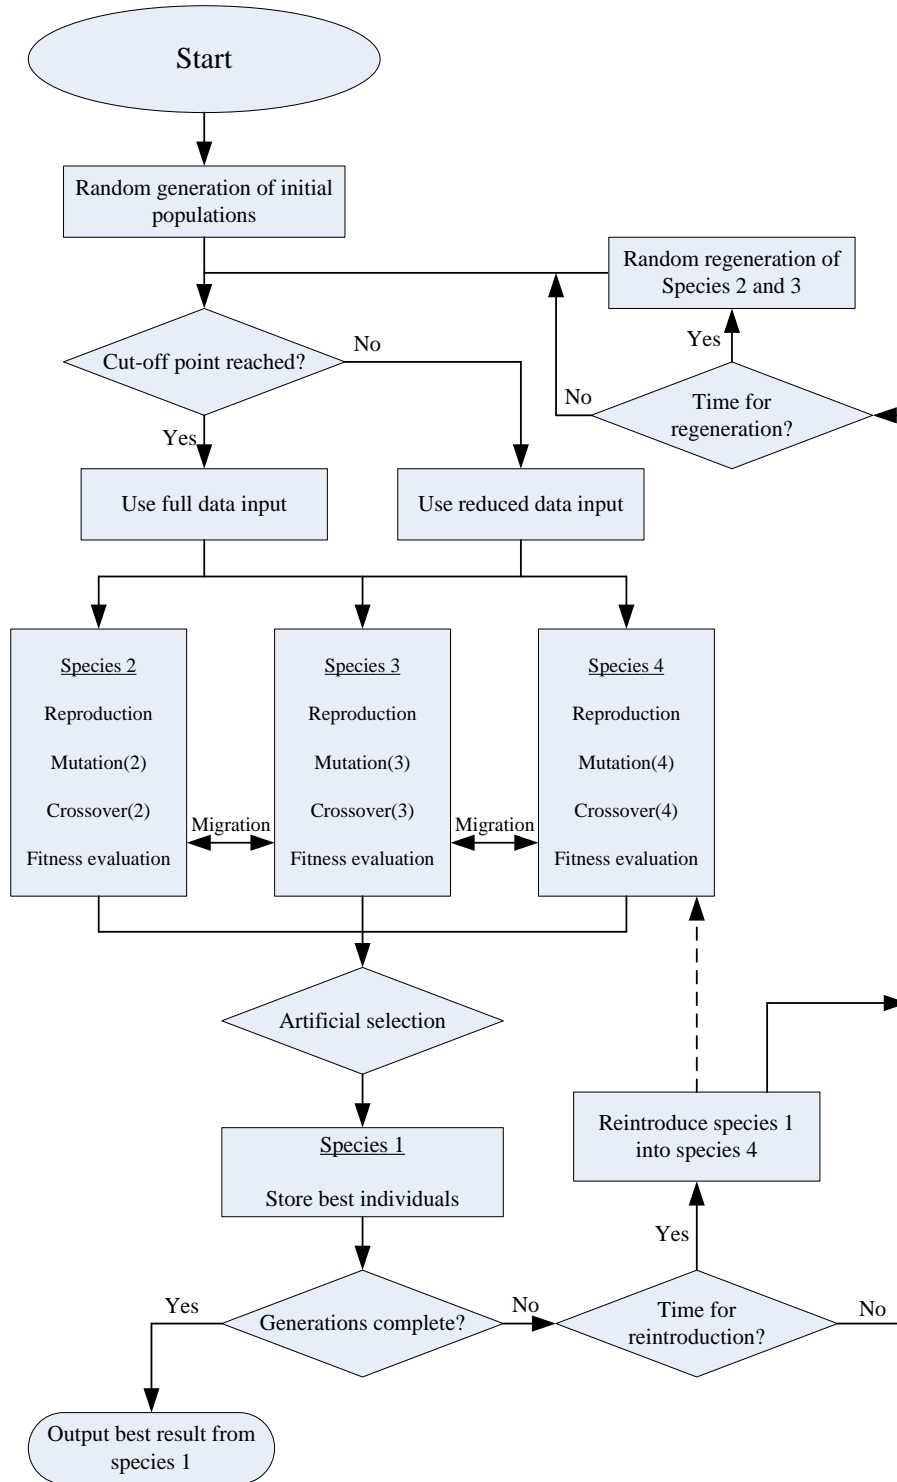 Start
Random generation of initial
populations
Random regeneration of
Species 2 and 3
Yes
No
Cut-off point reached?
No
Time for
regeneration?
Yes
Use full data input
Use reduced data input
Species 2
Reproduction
Mutation(2)
Crossover(2)
Fitness evaluation
Migration
Species 3
Reproduction
Mutation(3)
Crossover(3)
Fitness evaluation
Migration
Species 4
Reproduction
Mutation(4)
Crossover(4)
Fitness evaluation
Artificial selection
Species 1
Store best individuals
Reintroduce species 1
into species 4
Yes
Yes
Generations complete?
No
Time for
reintroduction?
No
Output best result from
species 1